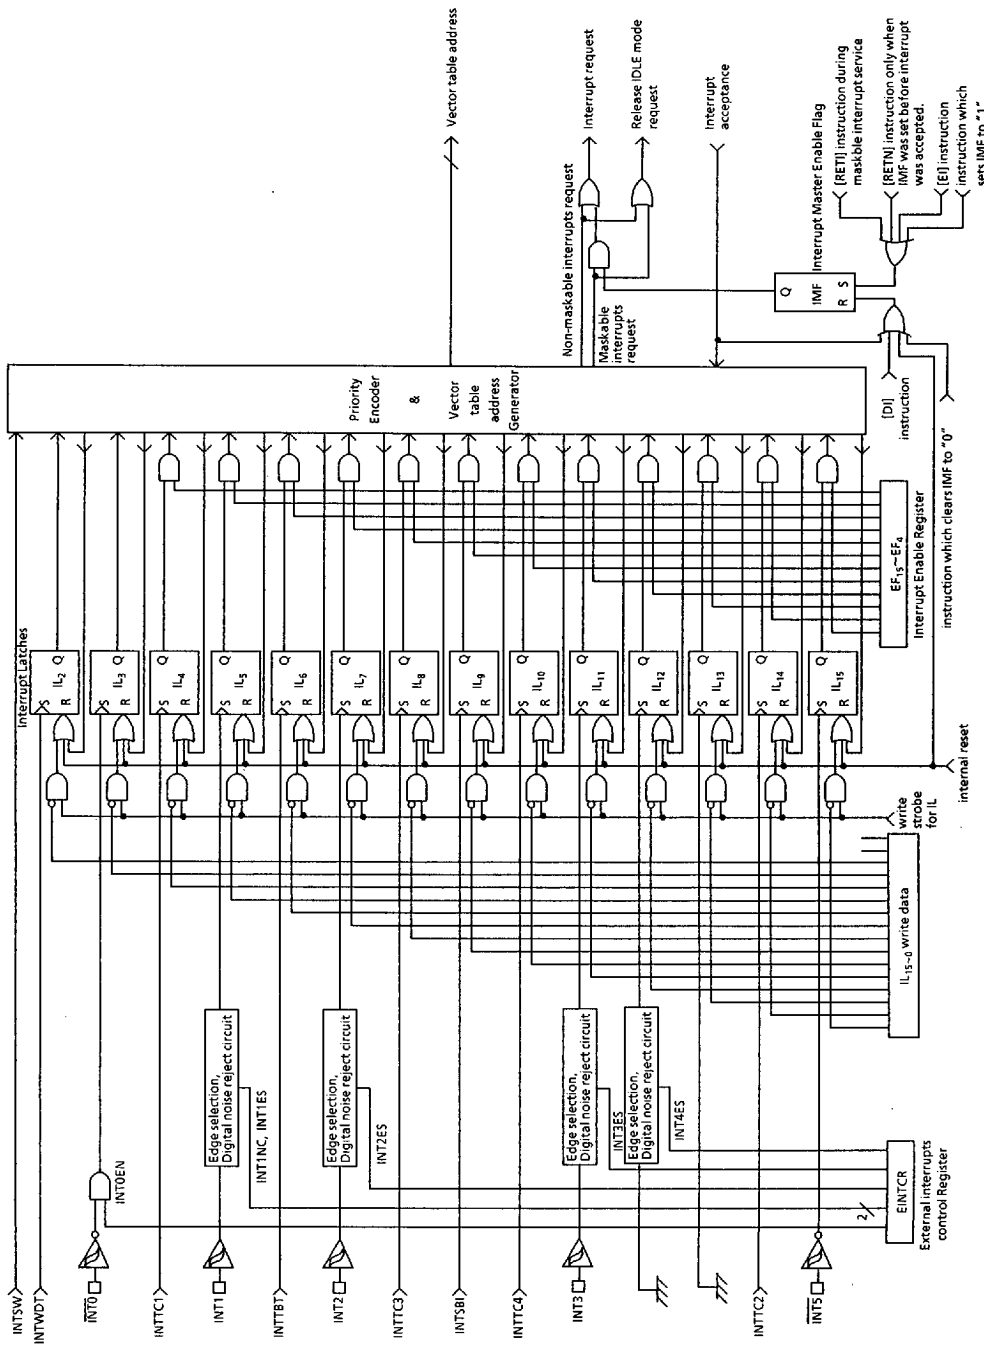 Vector table address
Interrupt request
Release IDLE mode
request
Interrupt
acceptance
Interrupt Master Enable Flag
[RETI] instruction during
maskble interrupt service
[RETN] instruction only when
IMF was set before interrupt
was accepted.
[EI] instruction
instruction which
sets IMF to "1"
Non-maskable interrupts request
Maskable
interrupts
request
Q
IMF
R S
[DI]
instruction
instruction which clears IMF to "0"
Priority
Encoder
&
Vector
table
address
Generator
EF15~EF4
Interrupt Enable Register
Interrupt Latches
S IL2 Q R
S IL3 Q R
S IL4 Q R
S IL5 Q R
S IL6 Q R
S IL7 Q R
S IL8 Q R
S IL9 Q R
S IL10 Q R
S IL11 Q R
S IL12 Q R
S IL13 Q R
S IL14 Q R
S IL15 Q R
internal reset
write
strobe
for IL
IL15~0 write data
Edge selection,
Digital noise reject circuit
INT1NC, INT1ES
Edge selection,
Digital noise reject circuit
INT2ES
Edge selection,
Digital noise reject circuit
INT3ES
Edge selection,
Digital noise reject circuit
INT4ES
INT0EN
2
EINTCR
External interrupts
control Register
INTSW
INTWDT
INT0
INTTC1
INT1
INTTBT
INT2
INTTC3
INTSBI
INTTC4
INT3
INTTC2
INT5